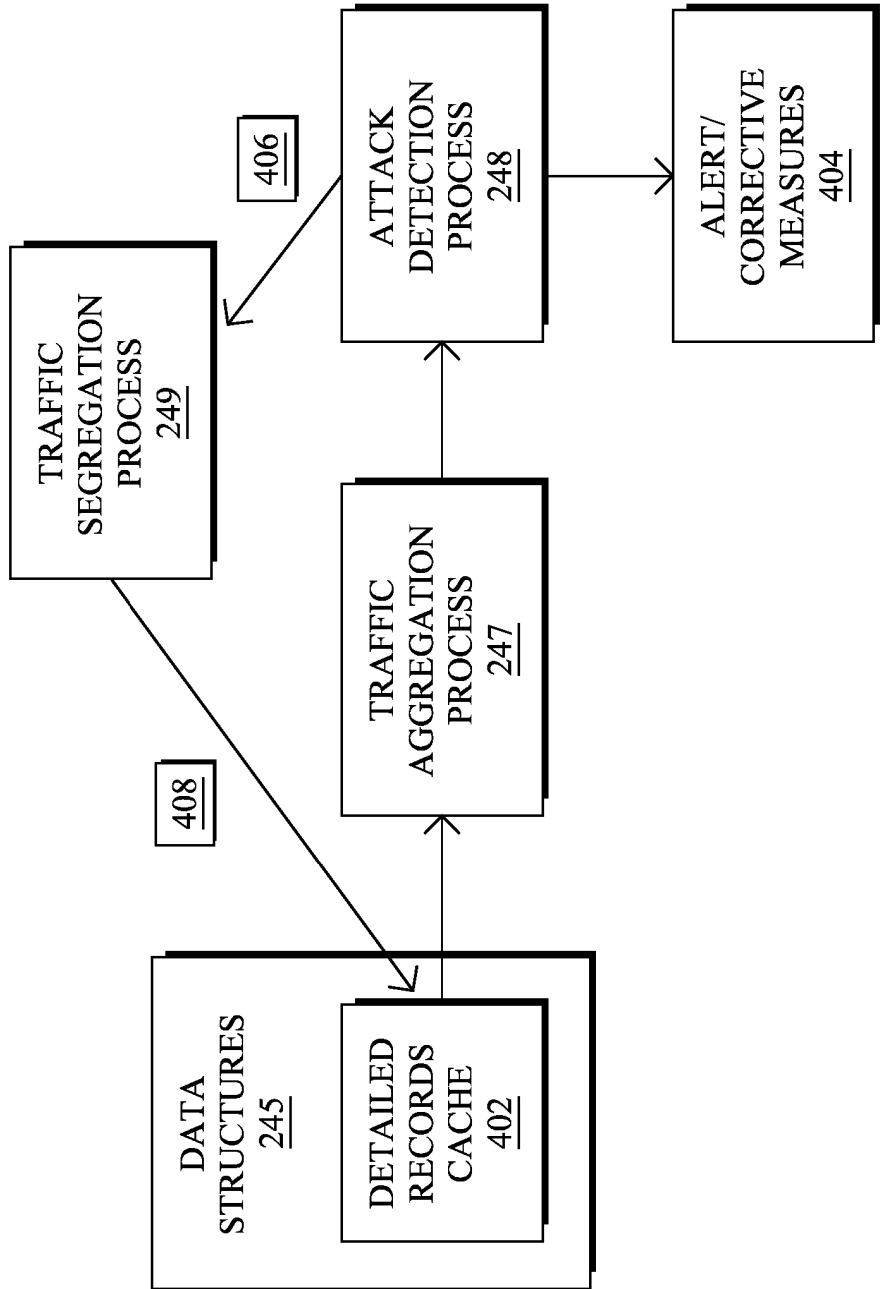 DATA
STRUCTURES
245
DETAILED
RECORDS
CACHE
402
408
TRAFFIC
AGGREGATION
PROCESS
247
TRAFFIC
SEGREGATION
PROCESS
249
406
ATTACK
DETECTION
PROCESS
248
ALERT/
CORRECTIVE
MEASURES
404